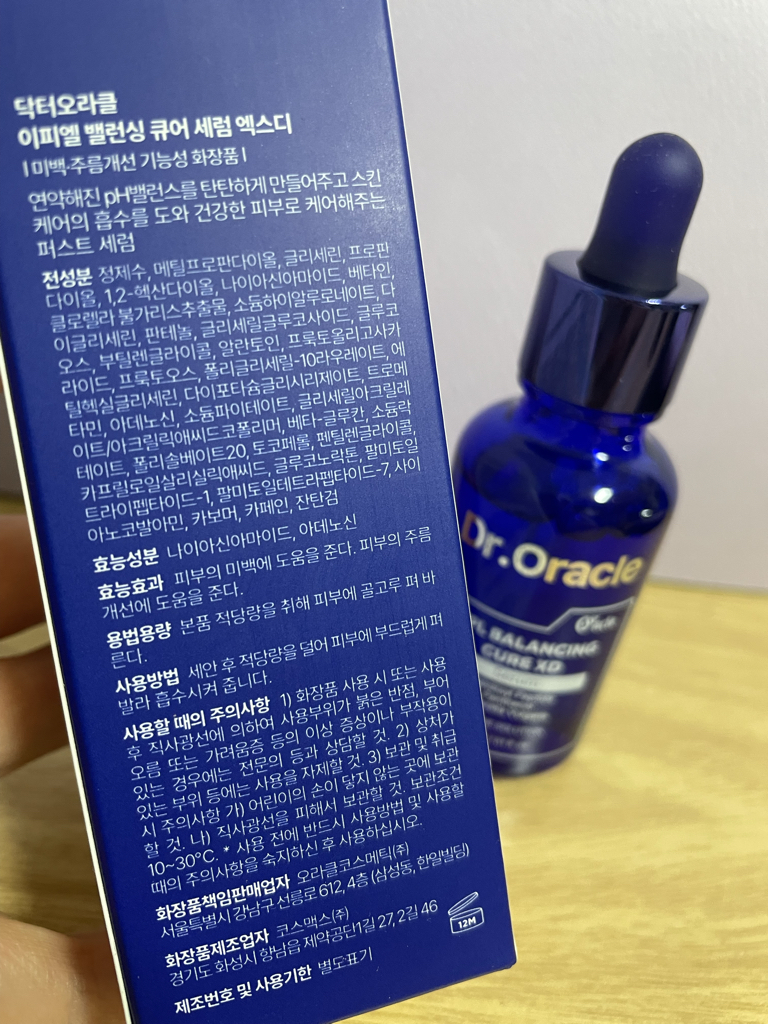 닥터오라클
이피엘 밸런싱 큐어 세럼 엑스디
ㅣ미백·주름개선 기능성 화장품ㅣ
연약해진 pH밸런스를 탄탄하게 만들어주고 스킨
케어의 흡수를 도와 건강한 피부로 케어해주는
퍼스트 세럼
전성분 정제수, 메틸프로판다이올, 글리세린, 프로판
다이올, 1,2-헥산다이올, 나이아신아마이드, 베타인,
클로렐라 불가리스추출물, 소듐하이알루로네이트, 다
이글리세린, 판테놀, 글리세릴글루코사이드, 글루코
오스, 부틸렌글라이콜, 알란토인, 프룩토올리고사카
라이드, 프룩토오스, 폴리글리세릴-10라우레이트, 에
틸헥실글리세린, 다이포타슘글리시리제이트, 트로메
타민, 아데노신, 소듐파이테이트, 글리세릴아크릴레
이트/아크릴릭애씨드코폴리머, 베타-글루칸, 소듐락
테이트, 폴리솔베이트20, 토코페롤, 펜틸렌글라이콜,
카프릴로일살리실릭애씨드, 글루코노락톤, 팔미토일
트라이펩타이드-1, 팔미토일테트라펩타이드-7, 사이
아노코발아민, 카보머, 카페인, 잔탄검
효능성분 나이아신아마이드, 아데노신
효능효과 피부의 미백에 도움을 준다. 피부의 주름
개선에 도움을 준다.
용법용량 본품 적당량을 취해 피부에 골고루 펴 바
른다.
사용방법 세안 후 적당량을 덜어 피부에 부드럽게 펴
발라 흡수시켜 줍니다.
사용할 때의 주의사항 1) 화장품 사용 시 또는 사용
후 직사광선에 의하여 사용부위가 붉은 반점, 부어
오름 또는 가려움증 등의 이상 증상이나 부작용이
있는 경우에는 전문의 등과 상담할 것. 2) 상처가
있는 부위 등에는 사용을 자제할 것. 3) 보관 및 취급
시 주의사항 가) 어린이의 손이 닿지 않는 곳에 보관
할 것. 나) 직사광선을 피해서 보관할 것. 보관조건
10~30°C. * 사용 전에 반드시 사용방법 및 사용할
때의 주의사항을 숙지하신 후 사용하십시오.
화장품책임판매업자 오라클코스메틱(주)
서울특별시 강남구 선릉로 612, 4층 (삼성동, 한일빌딩)
화장품제조업자 코스맥스(주)
경기도 화성시 향남읍 제약공단1길 27, 2길 46
12M
제조번호 및 사용기한 별도표기
Dr.Oracle
BALANCING
CURE XD